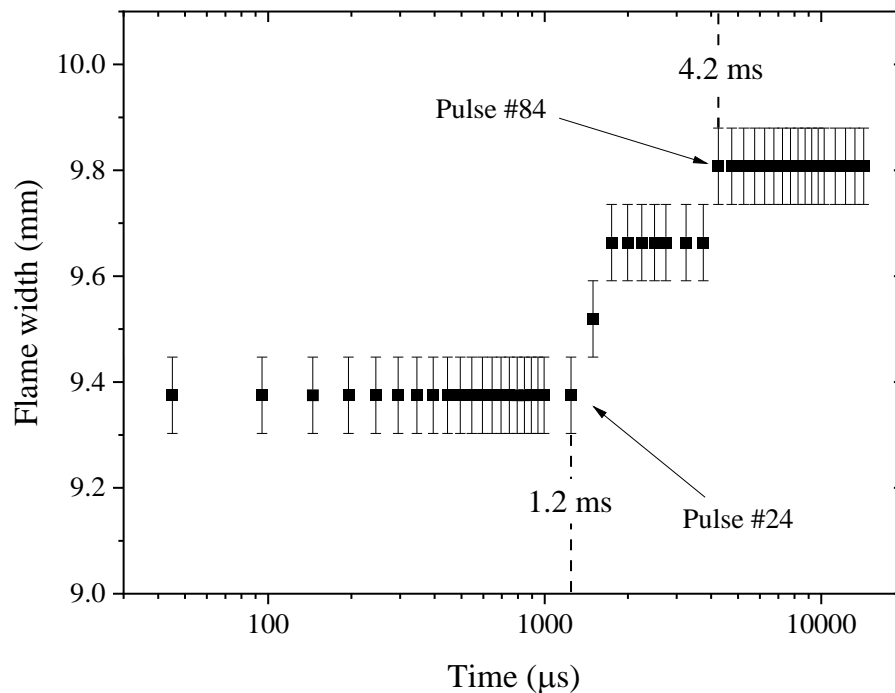 10.0
4.2 ms
Pulse #84
9.8
9.6
9.4
9.2
1.2 ms
Pulse #24
9.0
Flame width (mm)
100
1000
10000
Time (μs)